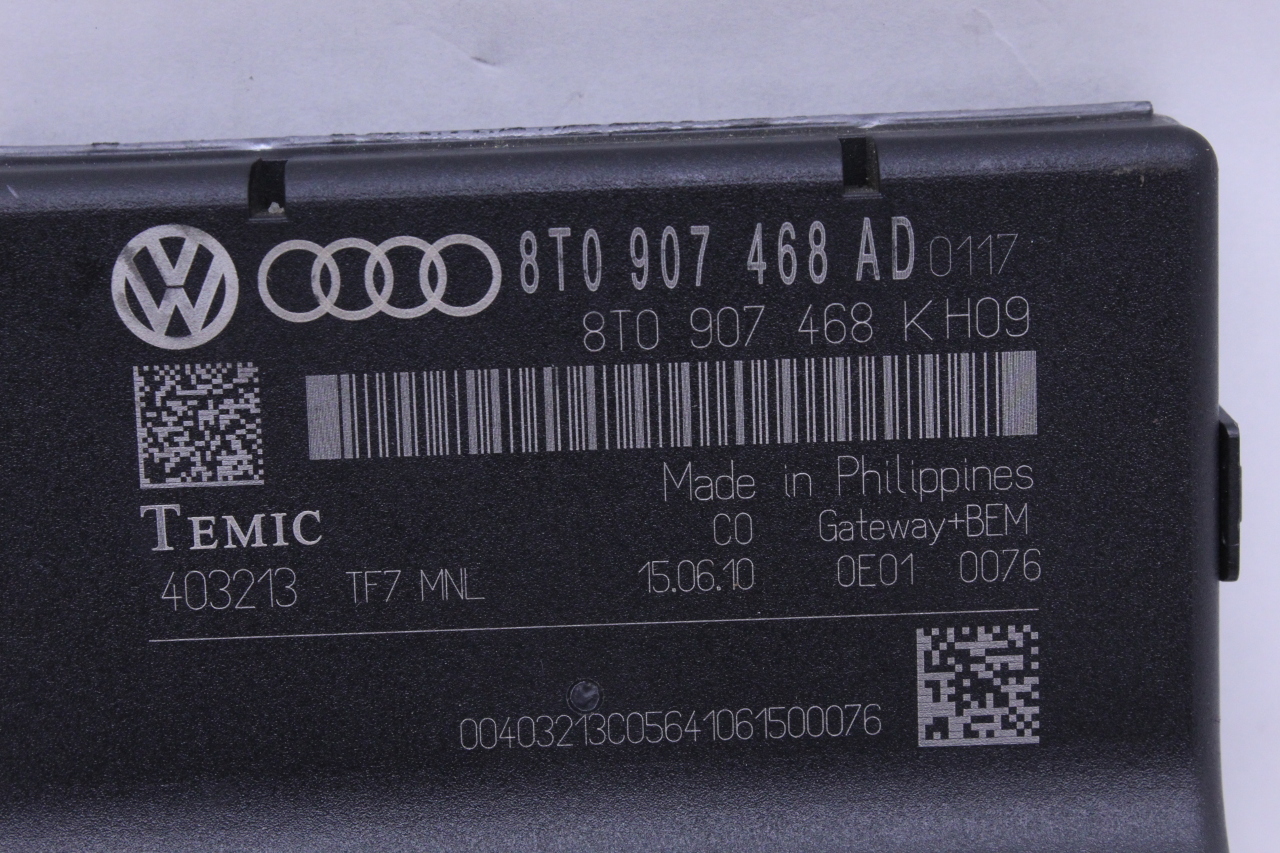 8T0 907 468 AD 0117
8T0 907 468 K H09
Made in Philippines
TEMIC
C0 Gateway+BEM
403213 TF7 MNL 15.06.10 0E01 0076
00403213C05641061500076